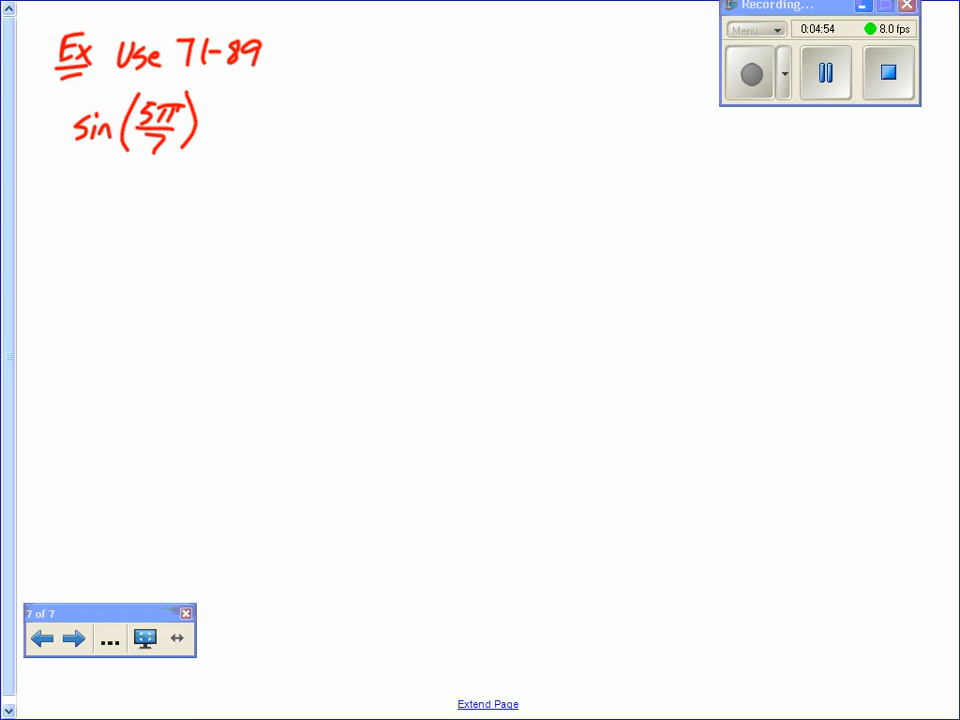 Recording...
Menu 0:04:54 8.0 fps
Ex Use 71-89
sin(5π/7)
7 of 7
...
Extend Page